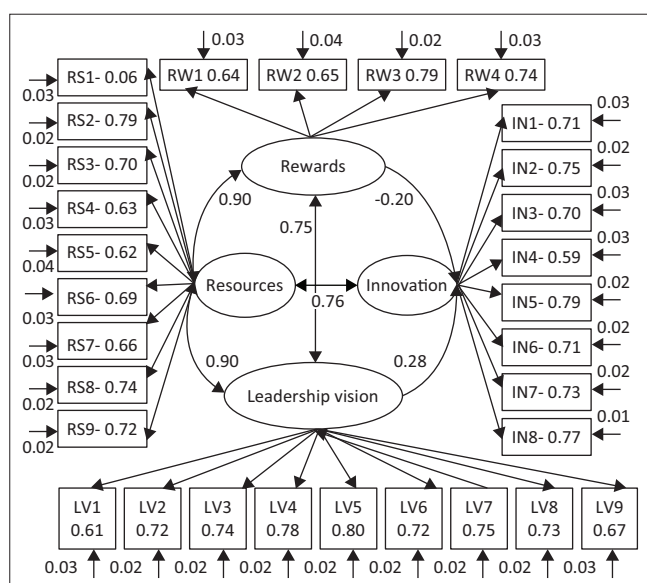 0.03 0.04 0.02 0.03
RW1 0.64 RW2 0.65 RW3 0.79 RW4 0.74
RS1- 0.06
0.03
RS2- 0.79
0.02
RS3- 0.70
0.02
RS4- 0.63
0.03
RS5- 0.62
0.04
RS6- 0.69
0.03
RS7- 0.66
0.03
RS8- 0.74
0.02
RS9- 0.72
0.02
Rewards
0.90
-0.20
0.75
Resources
Innovation
0.76
0.90
0.28
Leadership vision
0.03
IN1- 0.71
0.02
IN2- 0.75
0.03
IN3- 0.70
0.03
IN4- 0.59
0.02
IN5- 0.79
0.02
IN6- 0.71
0.02
IN7- 0.73
0.01
IN8- 0.77
LV1 LV2 LV3 LV4 LV5 LV6 LV7 LV8 LV9
0.61 0.72 0.74 0.78 0.80 0.72 0.75 0.73 0.67
0.03 0.02 0.02 0.02 0.02 0.02 0.02 0.02 0.03